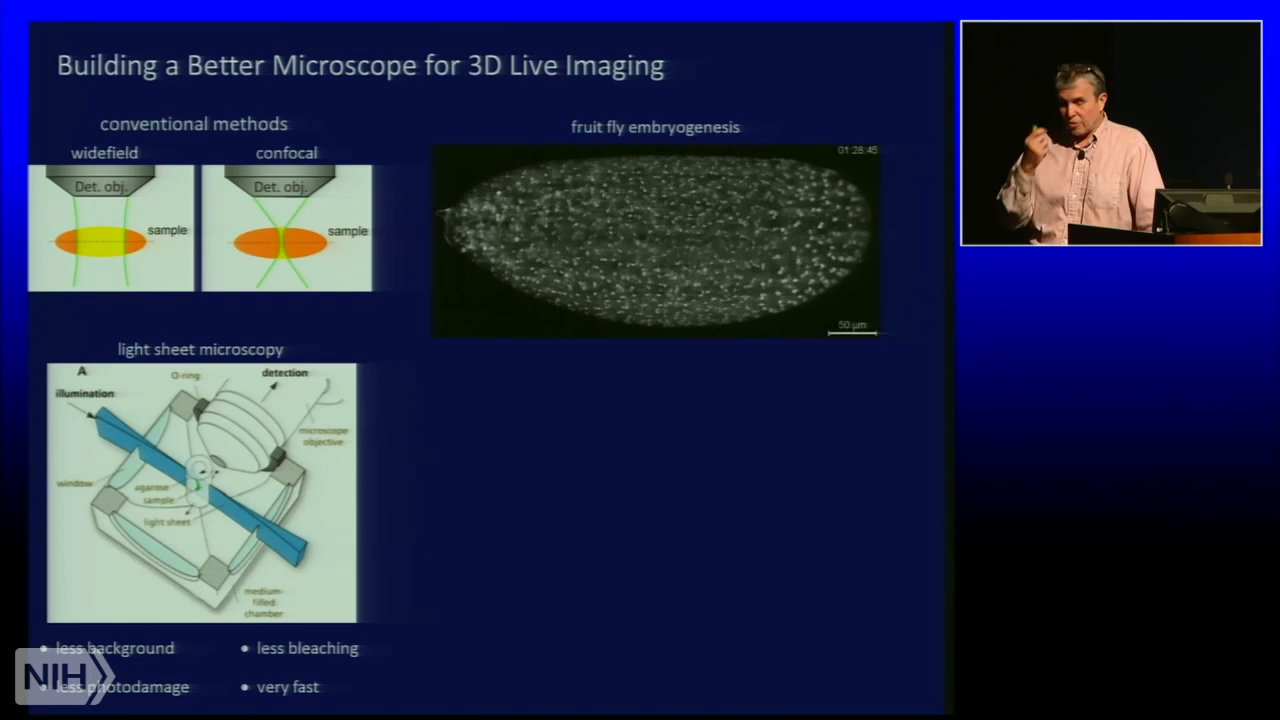 Building a Better Microscope for 3D Live Imaging
conventional methods
widefield
confocal
Det. obj.
sample
Det. obj.
sample
fruit fly embryogenesis
01:28:45
50 µm
light sheet microscopy
A
illumination
O-ring
detection
microscope
objective
window
agarose
sample
light sheet
medium-
filled
chamber
• less background
• less bleaching
• less photodamage
• very fast
NIH